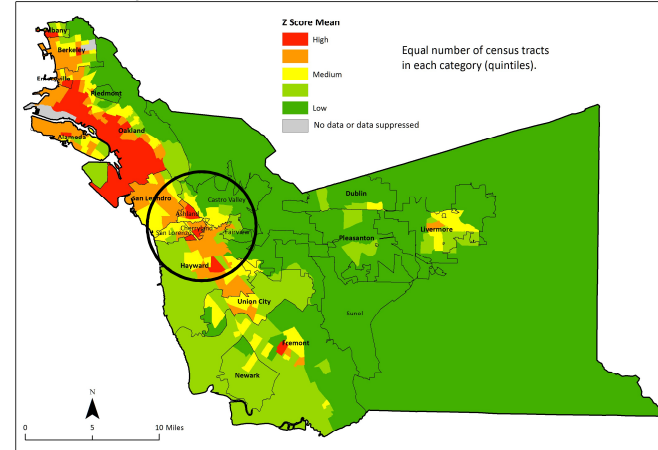 Z Score Mean
High
Medium
Low
No data or data suppressed
Equal number of census tracts
in each category (quintiles).
Albany
Berkeley
Emeryville
Piedmont
Oakland
Alameda
San Leandro
Ashland
Castro Valley
Cherryland
San Lorenzo
Fairview
Hayward
Dublin
Pleasanton
Livermore
Union City
Sunol
Fremont
Newark
N
0 5 10 Miles